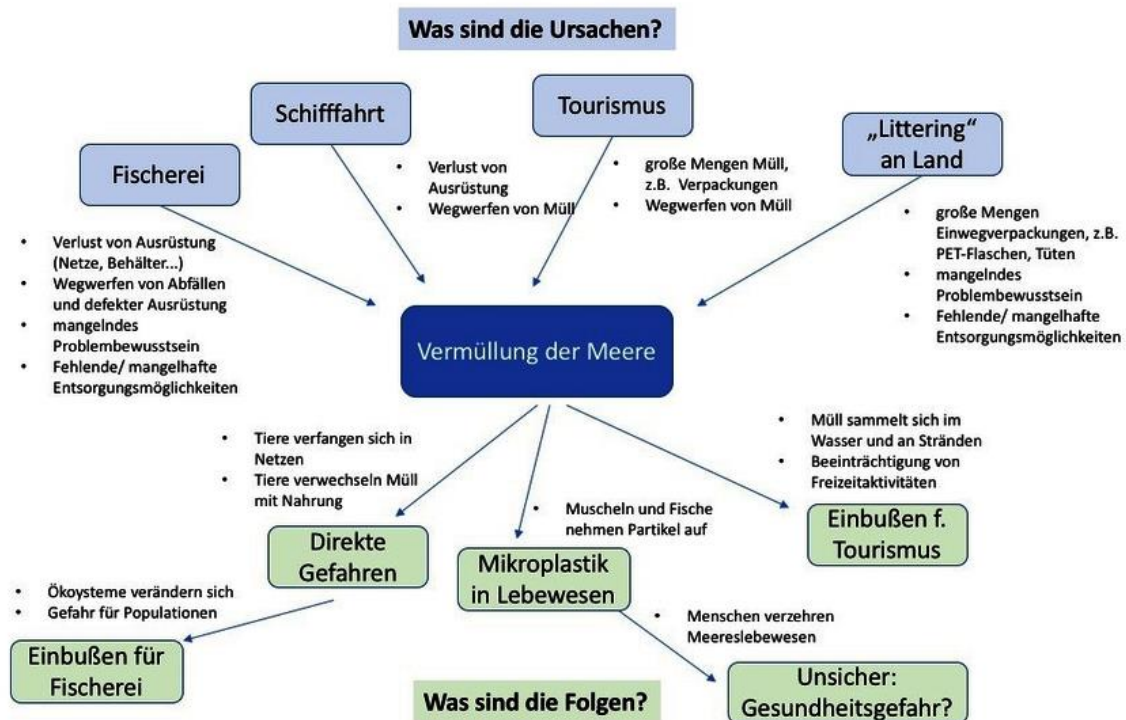 Was sind die Ursachen?
Schifffahrt
Tourismus
„Littering“
an Land
Fischerei
• Verlust von
Ausrüstung
• Wegwerfen von Müll
• große Mengen Müll,
z.B. Verpackungen
• Wegwerfen von Müll
• große Mengen
Einwegverpackungen, z.B.
PET-Flaschen, Tüten
• mangelndes
Problembewusstsein
• Fehlende/ mangelhafte
Entsorgungsmöglichkeiten
• Verlust von Ausrüstung
(Netze, Behälter...)
• Wegwerfen von Abfällen
und defekter Ausrüstung
• mangelndes
Problembewusstsein
• Fehlende/ mangelhafte
Entsorgungsmöglichkeiten
Vermüllung der Meere
• Tiere verfangen sich in
Netzen
• Tiere verwechseln Müll
mit Nahrung
• Muscheln und Fische
nehmen Partikel auf
• Müll sammelt sich im
Wasser und an Stränden
• Beeinträchtigung von
Freizeitaktivitäten
Direkte
Gefahren
Mikroplastik
in Lebewesen
Einbußen f.
Tourismus
• Ökoysteme verändern sich
• Gefahr für Populationen
• Menschen verzehren
Meereslebewesen
Einbußen für
Fischerei
Was sind die Folgen?
Unsicher:
Gesundheitsgefahr?